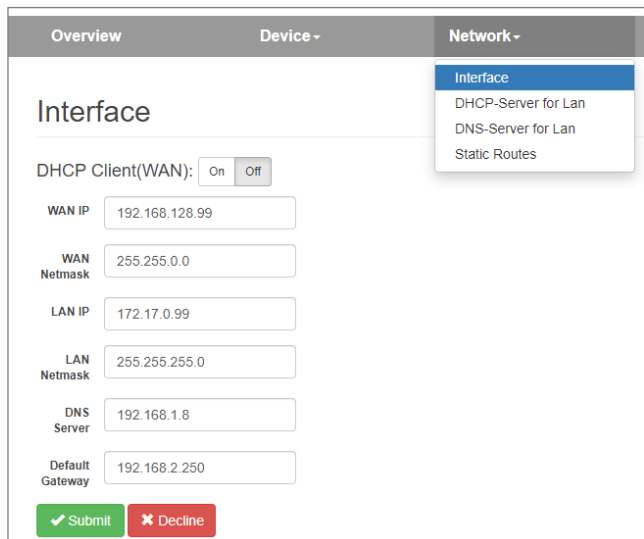 Overview Device Network
Interface
DHCP-Server for Lan
DNS-Server for Lan
Static Routes
Interface
DHCP Client(WAN): On Off
WAN IP 192.168.128.99
WAN Netmask 255.255.0.0
LAN IP 172.17.0.99
LAN Netmask 255.255.255.0
DNS Server 192.168.1.8
Default Gateway 192.168.2.250
Submit Decline